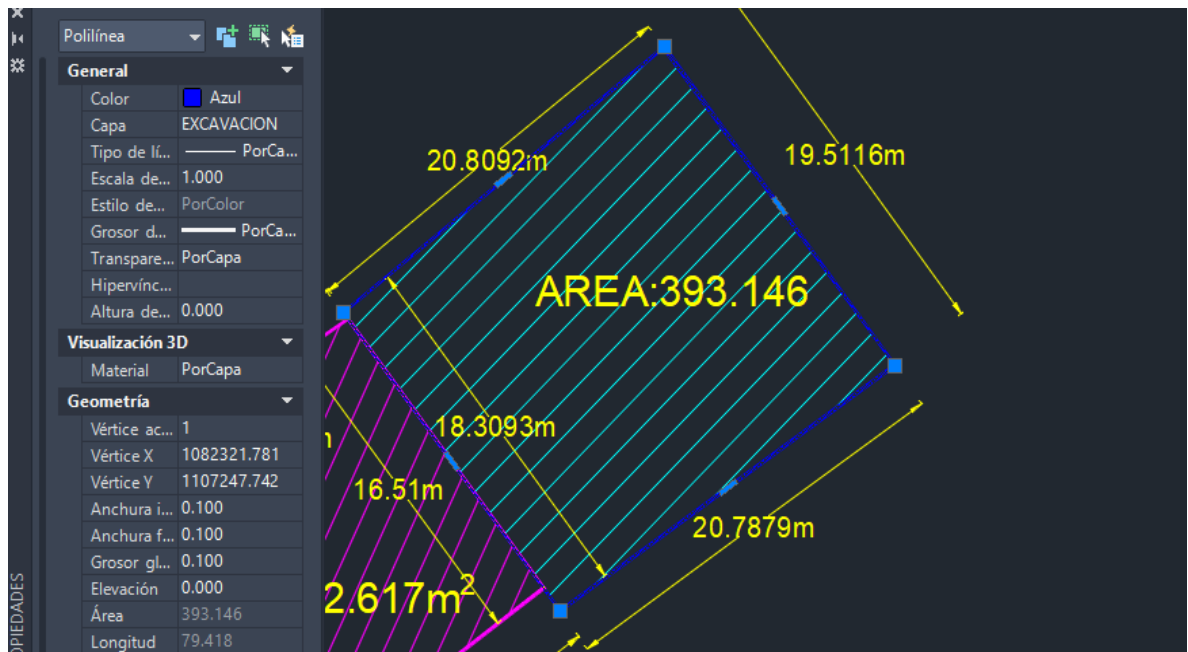 Polilínea
General
Color Azul
Capa EXCAVACION
Tipo de lí... PorCa...
Escala de... 1.000
Estilo de... PorColor
Grosor d... PorCa...
Transpare... PorCapa
Hipervínc...
Altura de... 0.000
Visualización 3D
Material PorCapa
Geometría
Vértice ac... 1
Vértice X 1082321.781
Vértice Y 1107247.742
Anchura i... 0.100
Anchura f... 0.100
Grosor gl... 0.100
Elevación 0.000
Área 393.146
Longitud 79.418
20.8092m
19.5116m
AREA:393.146
18.3093m
16.51m
20.7879m
2.617m²